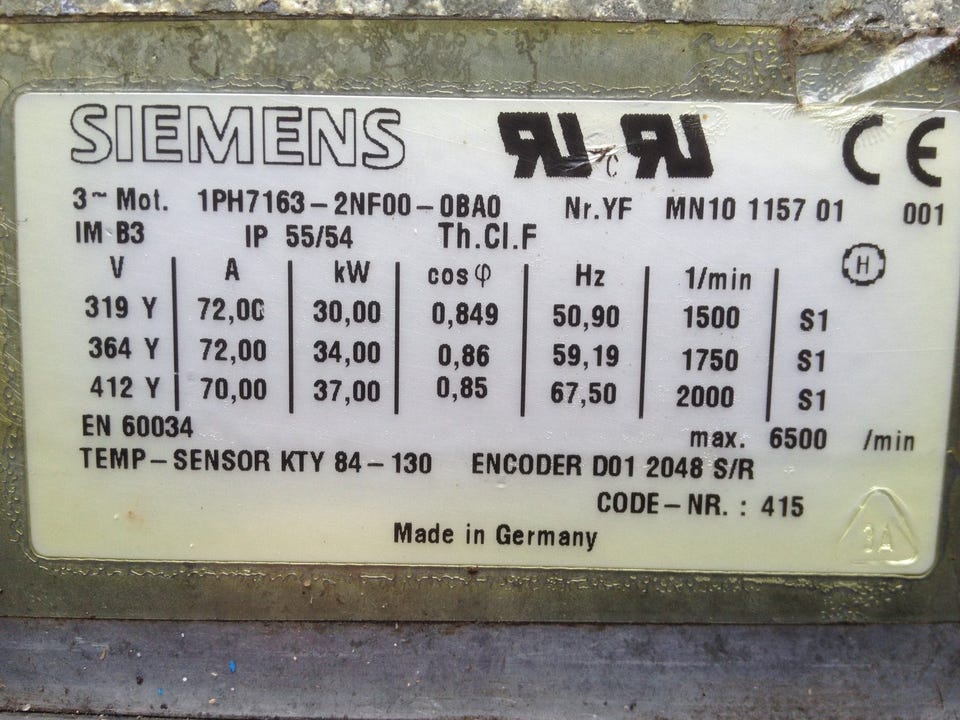 SIEMENS RU c RU CE
3~ Mot. 1PH7163-2NF00-0BA0 Nr.YF MN10 1157 01 001
IM B3 IP 55/54 Th.Cl.F H
V A kW cosφ Hz 1/min
319 Y 72,00 30,00 0,849 50,90 1500 S1
364 Y 72,00 34,00 0,86 59,19 1750 S1
412 Y 70,00 37,00 0,85 67,50 2000 S1
EN 60034 max. 6500 /min
TEMP-SENSOR KTY 84-130 ENCODER D01 2048 S/R
CODE-NR. : 415
3A
Made in Germany